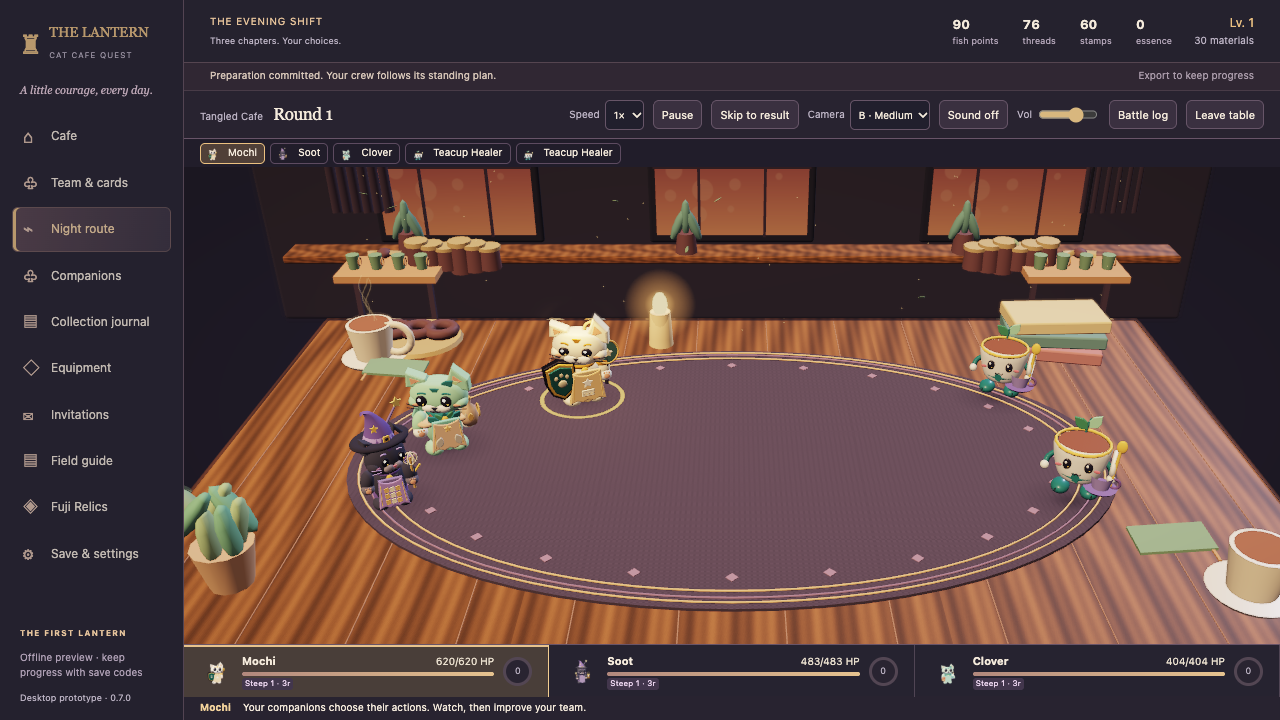 THE LANTERN
CAT CAFE QUEST
A little courage, every day.
Cafe
Team & cards
Night route
Companions
Collection journal
Equipment
Invitations
Field guide
Fuji Relics
Save & settings
THE FIRST LANTERN
Offline preview · keep
progress with save codes
Desktop prototype · 0.7.0
THE EVENING SHIFT
Three chapters. Your choices.
90
fish points
76
threads
60
stamps
0
essence
Lv. 1
30 materials
Preparation committed. Your crew follows its standing plan.
Export to keep progress
Tangled Cafe Round 1
Speed 1× Pause Skip to result Camera B · Medium Sound off Vol Battle log Leave table
Mochi Soot Clover Teacup Healer Teacup Healer
Mochi 620/620 HP 0
Steep 1 · 3r
Soot 483/483 HP 0
Steep 1 · 3r
Clover 404/404 HP 0
Steep 1 · 3r
Mochi Your companions choose their actions. Watch, then improve your team.